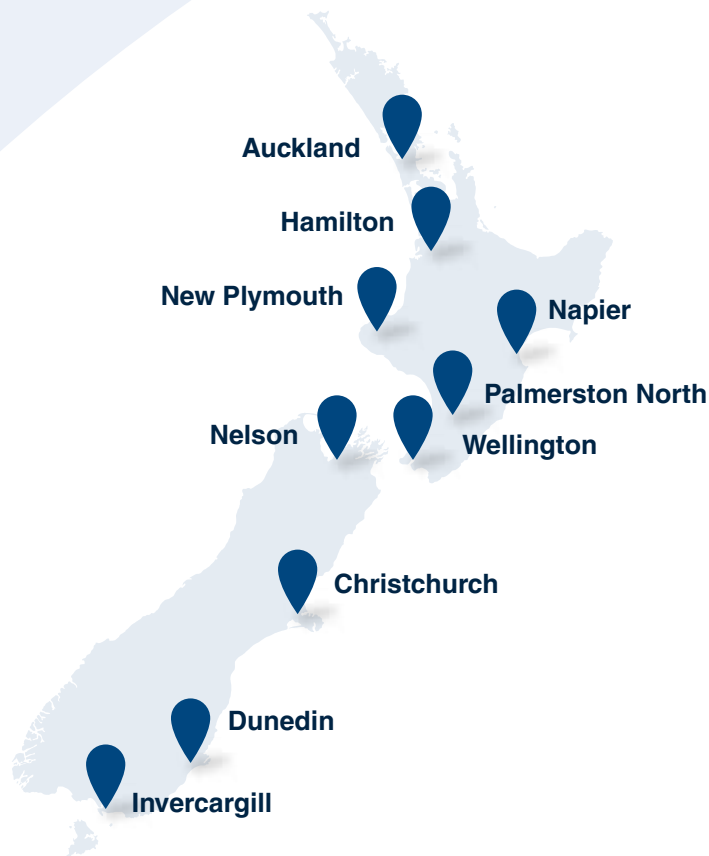 Auckland
Hamilton
New Plymouth
Napier
Palmerston North
Nelson
Wellington
Christchurch
Dunedin
Invercargill